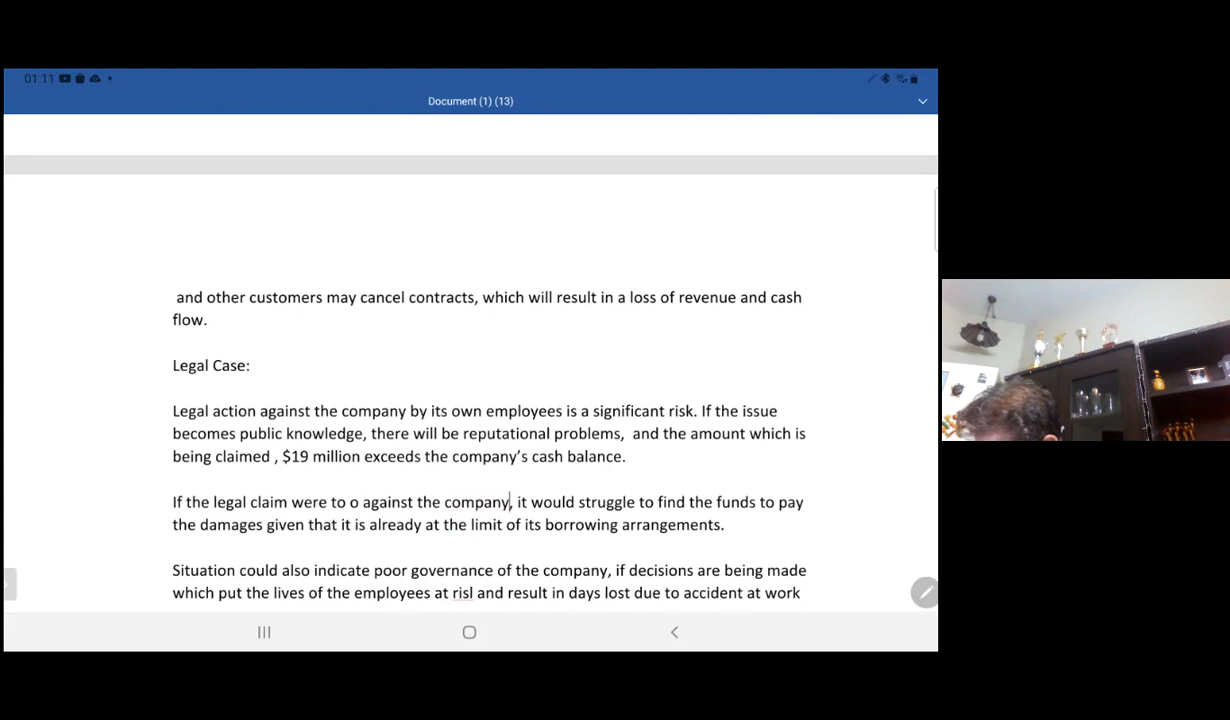 01:11
Document (1) (13)
and other customers may cancel contracts, which will result in a loss of revenue and cash
flow.
Legal Case:
Legal action against the company by its own employees is a significant risk. If the issue
becomes public knowledge, there will be reputational problems, and the amount which is
being claimed , $19 million exceeds the company's cash balance.
If the legal claim were to o against the company, it would struggle to find the funds to pay
the damages given that it is already at the limit of its borrowing arrangements.
Situation could also indicate poor governance of the company, if decisions are being made
which put the lives of the employees at risl and result in days lost due to accident at work